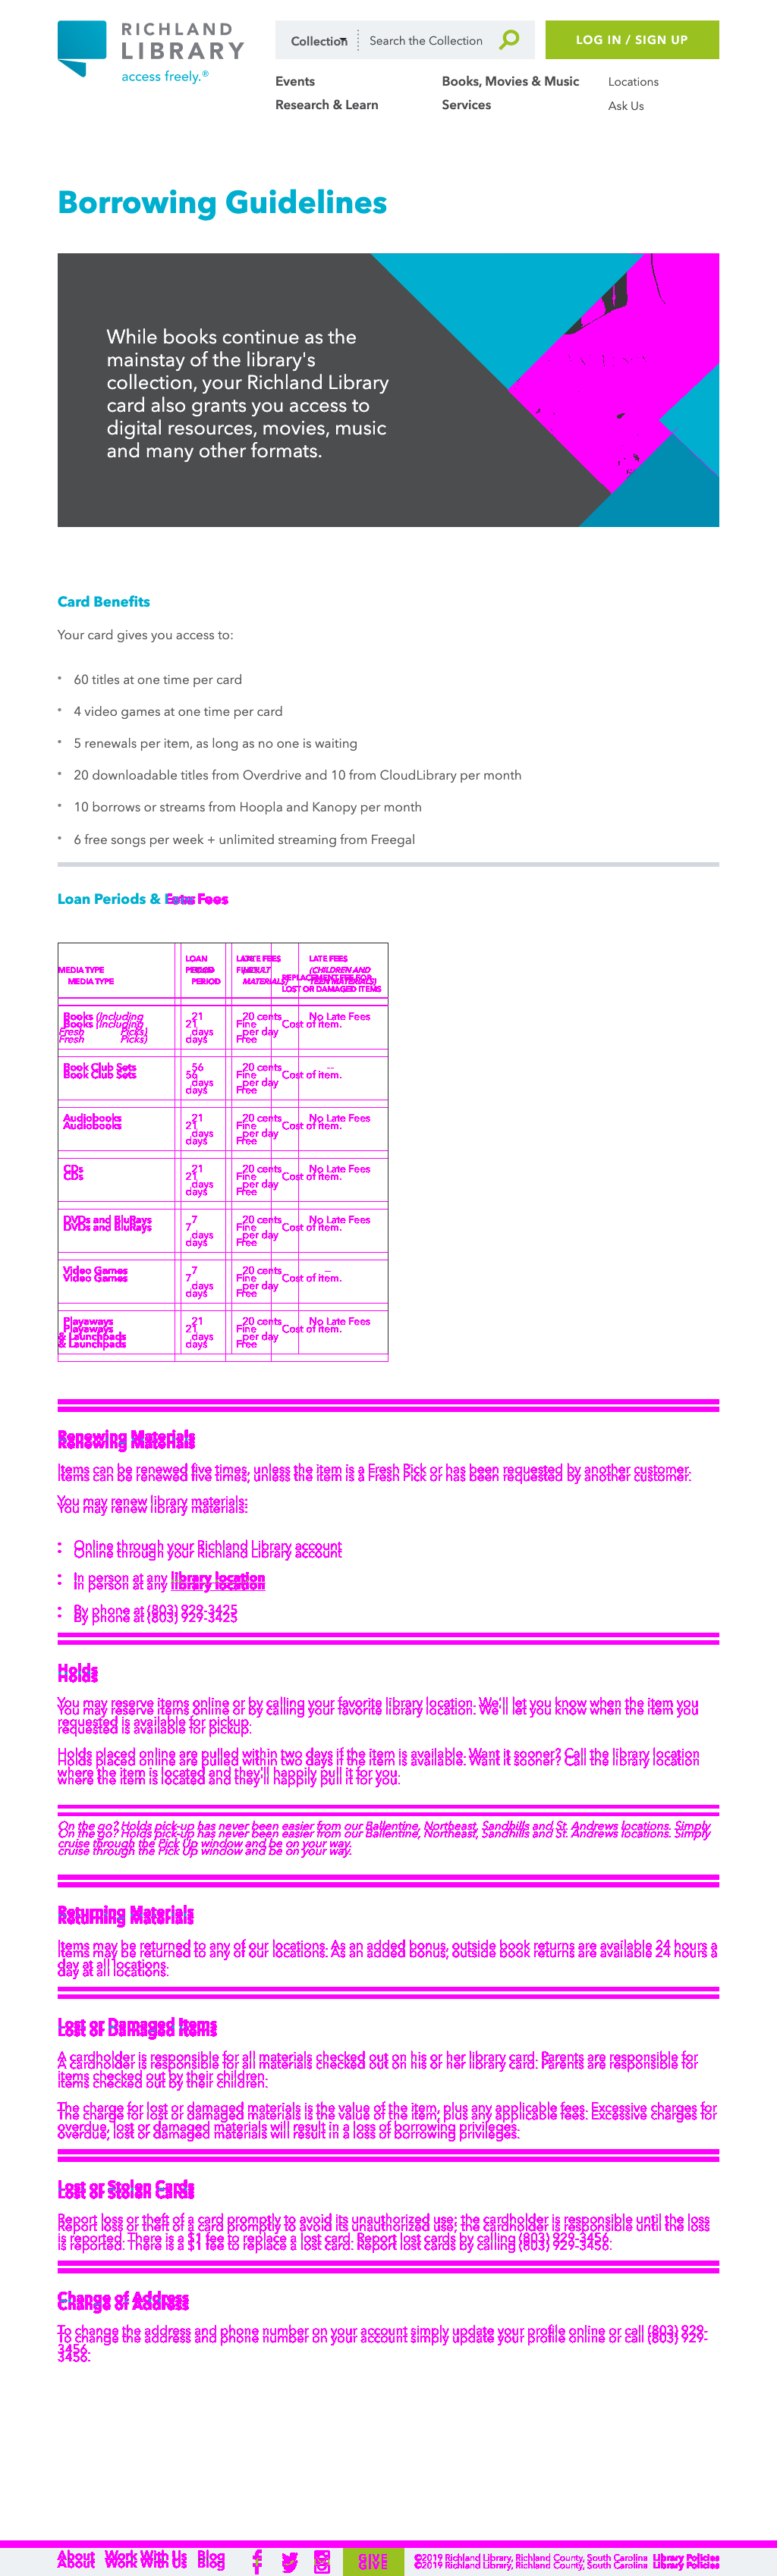 RICHLAND
LIBRARY
access freely.®
Collection
Search the Collection
LOG IN / SIGN UP
Events
Books, Movies & Music
Locations
Research & Learn
Services
Ask Us
Borrowing Guidelines
While books continue as the
mainstay of the library's
collection, your Richland Library
card also grants you access to
digital resources, movies, music
and many other formats.
Card Benefits
Your card gives you access to:
• 60 titles at one time per card
• 4 video games at one time per card
• 5 renewals per item, as long as no one is waiting
• 20 downloadable titles from Overdrive and 10 from CloudLibrary per month
• 10 borrows or streams from Hoopla and Kanopy per month
• 6 free songs per week + unlimited streaming from Freegal
Loan Periods & Fees
MEDIA TYPE LOAN PERIOD LATE FEES (ADULT MATERIALS) LATE FEES (CHILDREN AND TEEN MATERIALS)
REPLACEMENT FEE FOR LOST OR DAMAGED ITEMS
Books (Including Fresh Picks) 21 days 20 cents per day No Late Fees
Fine Free Cost of item.
Book Club Sets 56 days 20 cents per day --
Fine Free Cost of item.
Audiobooks 21 days 20 cents per day No Late Fees
Fine Free Cost of item.
CDs 21 days 20 cents per day No Late Fees
Fine Free Cost of item.
DVDs and BluRays 7 days 20 cents per day No Late Fees
Fine Free Cost of item.
Video Games 7 days 20 cents per day --
Fine Free Cost of item.
Playaways & Launchpads 21 days 20 cents per day No Late Fees
Fine Free Cost of item.
Renewing Materials
Items can be renewed five times, unless the item is a Fresh Pick or has been requested by another customer.
You may renew library materials:
• Online through your Richland Library account
• In person at any library location
• By phone at (803) 929-3425
Holds
You may reserve items online or by calling your favorite library location. We'll let you know when the item you
requested is available for pickup.
Holds placed online are pulled within two days if the item is available. Want it sooner? Call the library location
where the item is located and they'll happily pull it for you.
On the go? Holds pick-up has never been easier from our Ballentine, Northeast, Sandhills and St. Andrews locations. Simply
cruise through the Pick Up window and be on your way.
Returning Materials
Items may be returned to any of our locations. As an added bonus, outside book returns are available 24 hours a
day at all locations.
Lost or Damaged Items
A cardholder is responsible for all materials checked out on his or her library card. Parents are responsible for
items checked out by their children.
The charge for lost or damaged materials is the value of the item, plus any applicable fees. Excessive charges for
overdue, lost or damaged materials will result in a loss of borrowing privileges.
Lost or Stolen Cards
Report loss or theft of a card promptly to avoid its unauthorized use; the cardholder is responsible until the loss
is reported. There is a $1 fee to replace a lost card. Report lost cards by calling (803) 929-3456.
Change of Address
To change the address and phone number on your account simply update your profile online or call (803) 929-
3456.
About Work With Us Blog GIVE ©2019 Richland Library, Richland County, South Carolina Library Policies